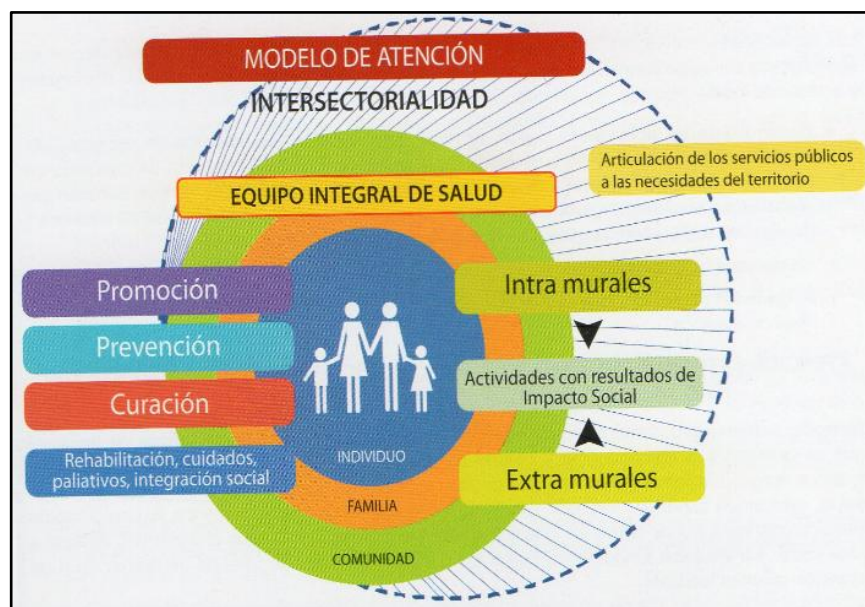 MODELO DE ATENCIÓN
INTERSECTORIALIDAD
Articulación de los servicios públicos
a las necesidades del territorio
EQUIPO INTEGRAL DE SALUD
Promoción
Prevención
Curación
Rehabilitación, cuidados,
paliativos, integración social
Intra murales
Actividades con resultados de
Impacto Social
Extra murales
INDIVIDUO
FAMILIA
COMUNIDAD